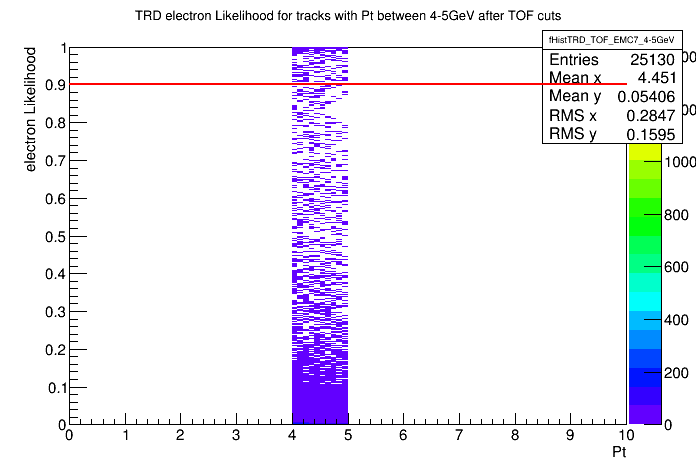 TRD electron Likelihood for tracks with Pt between 4-5GeV after TOF cuts
fHistTRD_TOF_EMC7_4-5GeV
Entries 25130
Mean x 4.451
Mean y 0.05406
RMS x 0.2847
RMS y 0.1595
electron Likelihood
1
0.9
0.8
0.7
0.6
0.5
0.4
0.3
0.2
0.1
0
0 1 2 3 4 5 6 7 8 9 10
Pt
1000
800
600
400
200
0